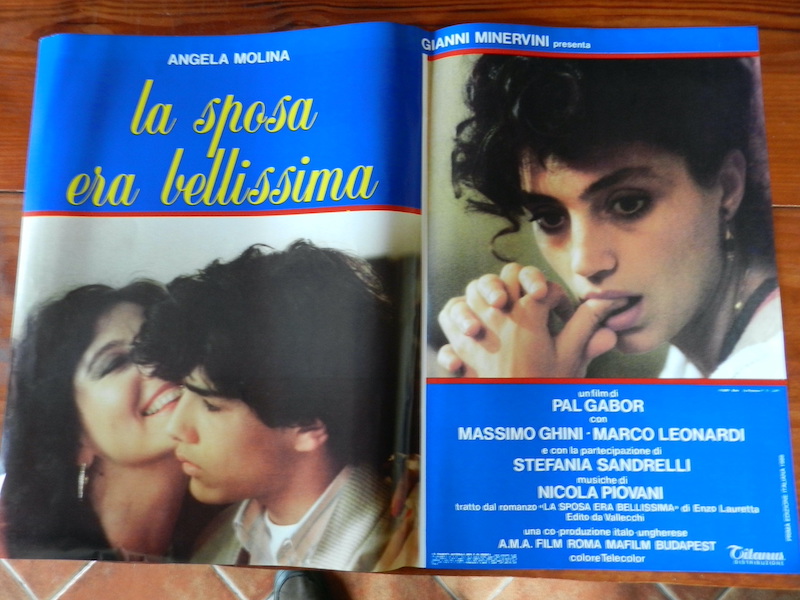 ANGELA MOLINA
la sposa
era bellissima
GIANNI MINERVINI presenta
un film di
PAL GABOR
con
MASSIMO GHINI - MARCO LEONARDI
e con la partecipazione di
STEFANIA SANDRELLI
musiche di
NICOLA PIOVANI
tratto dal romanzo "LA SPOSA ERA BELLISSIMA" di Enzo Lauretta
Edito da Vallecchi
una co-produzione italo-ungherese
A.M.A. FILM ROMA MAFILM BUDAPEST
colore Telecolor
Titanus
DISTRIBUZIONE